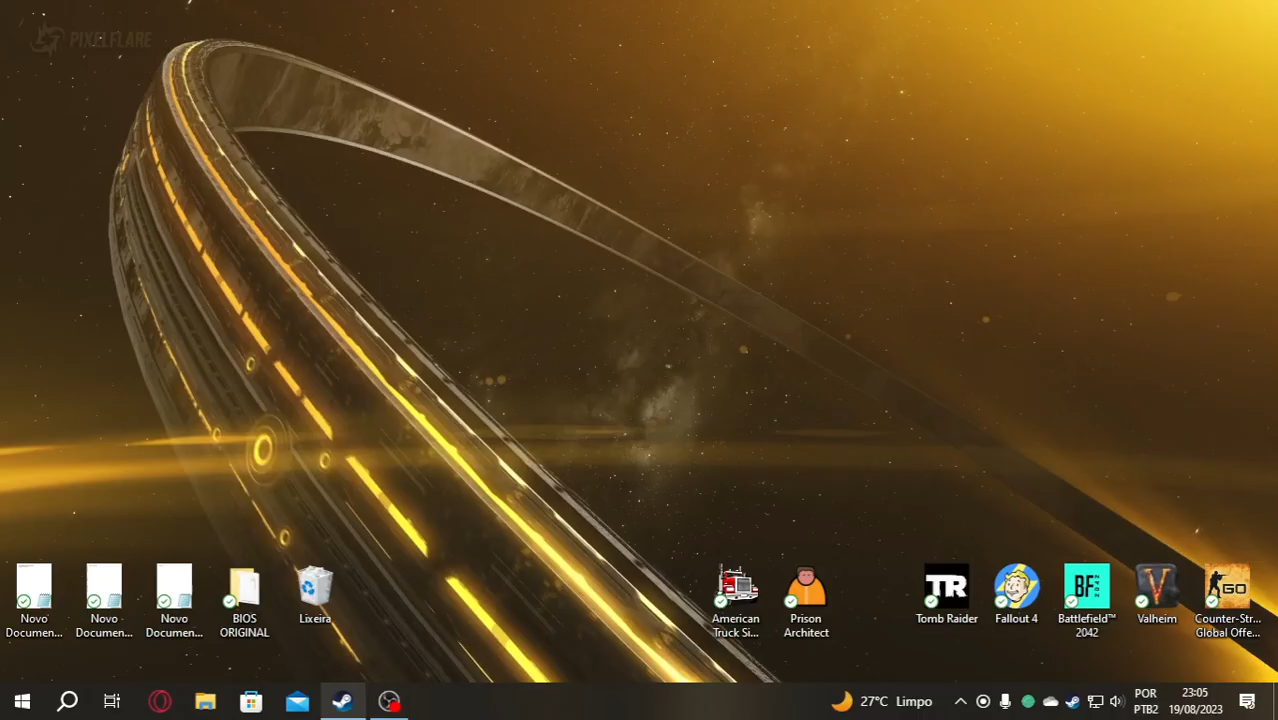 PIXELFLARE
Novo
Documen...
Novo
Documen...
Novo
Documen...
BIOS
ORIGINAL
Lixeira
American
Truck Si...
Prison
Architect
TR
Tomb Raider
Fallout 4
BF
2042
Battlefield™
2042
V
Valheim
GO
Counter-Str...
Global Offe...
27°C Limpo
POR
PTB2
23:05
19/08/2023